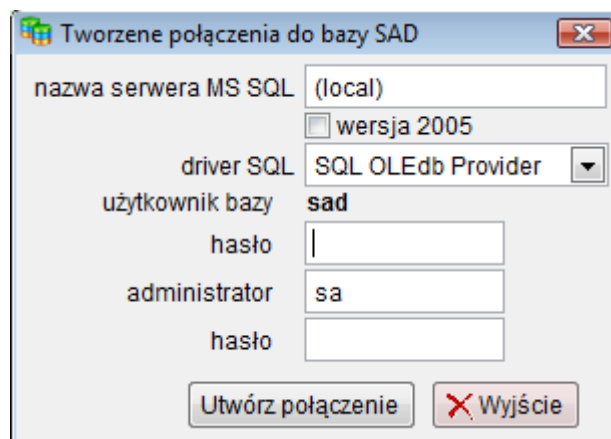 Tworzene połączenia do bazy SAD
nazwa serwera MS SQL (local)
wersja 2005
driver SQL SQL OLEdb Provider
użytkownik bazy sad
hasło
administrator sa
hasło
Utwórz połączenie Wyjście